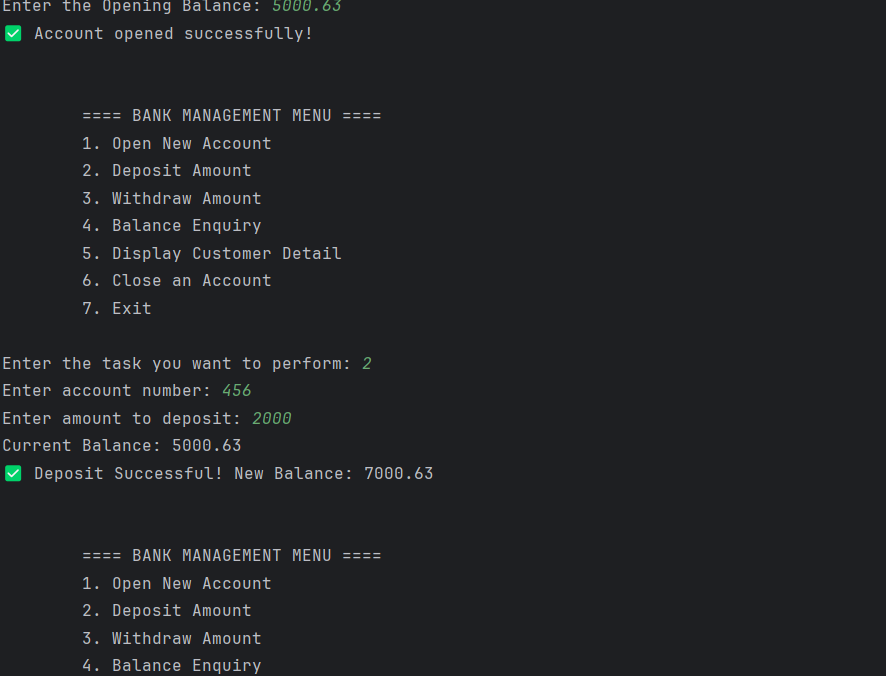 Enter the Opening Balance: 5000.63
✅ Account opened successfully!
==== BANK MANAGEMENT MENU ====
1. Open New Account
2. Deposit Amount
3. Withdraw Amount
4. Balance Enquiry
5. Display Customer Detail
6. Close an Account
7. Exit
Enter the task you want to perform: 2
Enter account number: 456
Enter amount to deposit: 2000
Current Balance: 5000.63
✅ Deposit Successful! New Balance: 7000.63
==== BANK MANAGEMENT MENU ====
1. Open New Account
2. Deposit Amount
3. Withdraw Amount
4. Balance Enquiry